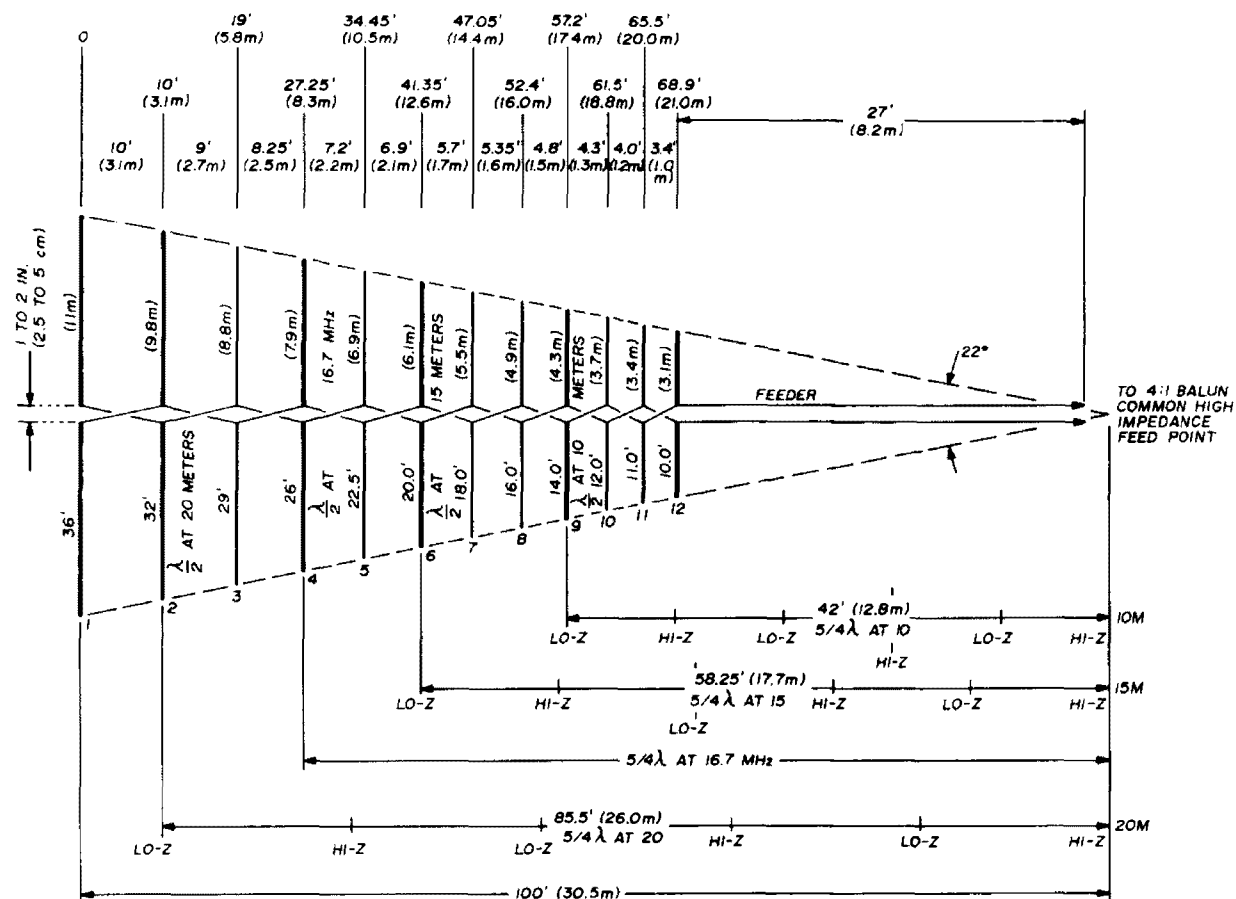 0
19'
(5.8m)
34.45'
(10.5m)
47.05'
(14.4m)
57.2'
(17.4m)
65.5'
(20.0m)
10'
(3.1m)
27.25'
(8.3m)
41.35'
(12.6m)
52.4'
(16.0m)
61.5'
(18.8m)
68.9'
(21.0m)
27'
(8.2m)
10'
(3.1m)
9'
(2.7m)
8.25'
(2.5m)
7.2'
(2.2m)
6.9'
(2.1m)
5.7'
(1.7m)
5.35'
(1.6m)
4.8'
(1.5m)
4.3'
(1.3m)
4.0'
(1.2m)
3.4'
(1.0
m)
1 TO 2 IN.
(2.5 TO 5 cm)
(11m)
(9.8m)
(8.8m)
(7.9m)
16.7 MHz
(6.9m)
(6.1m)
15 METERS
(5.5m)
(4.9m)
(4.3m)
METERS
(3.7m)
(3.4m)
(3.1m)
22°
FEEDER
TO 4:1 BALUN
COMMON HIGH
IMPEDANCE
FEED POINT
36'
32'
λ/2 AT 20 METERS
29'
26'
λ/2 AT
22.5'
20.0'
λ/2 AT
18.0'
16.0'
14.0'
λ/2 AT 10
12.0'
11.0'
10.0'
1
2
3
4
5
6
7
8
9
10
11
12
42' (12.8m)
5/4λ AT 10
10M
LO-Z
HI-Z
LO-Z
HI-Z
LO-Z
HI-Z
58.25' (17.7m)
5/4λ AT 15
15M
LO-Z
HI-Z
LO-Z
HI-Z
LO-Z
HI-Z
5/4λ AT 16.7 MHz
85.5' (26.0m)
5/4λ AT 20
20M
LO-Z
HI-Z
LO-Z
HI-Z
LO-Z
HI-Z
100' (30.5m)